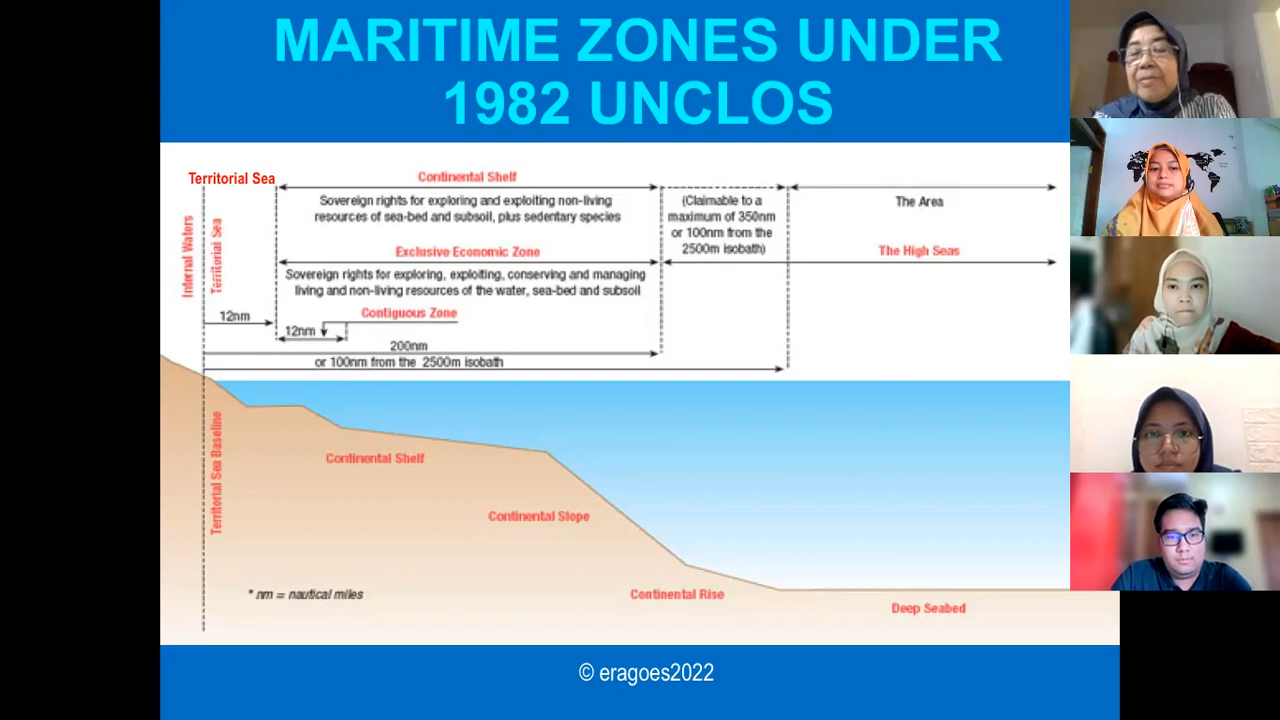 MARITIME ZONES UNDER
1982 UNCLOS
Territorial Sea
Internal Waters
Territorial Sea
Continental Shelf
Sovereign rights for exploring and exploiting non-living
resources of sea-bed and subsoil, plus sedentary species
(Claimable to a
maximum of 350nm
or 100nm from the
2500m isobath)
The Area
Exclusive Economic Zone
The High Seas
Sovereign rights for exploring, exploiting, conserving and managing
living and non-living resources of the water, sea-bed and subsoil
12nm
Contiguous Zone
12nm
200nm
or 100nm from the 2500m isobath
Territorial Sea Baseline
Continental Shelf
Continental Slope
* nm = nautical miles
Continental Rise
Deep Seabed
© eragoes2022